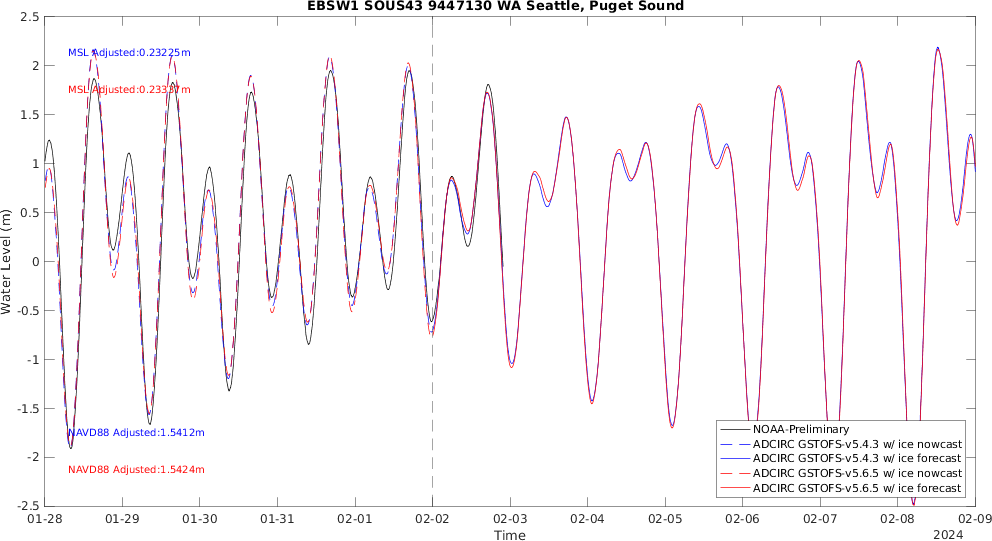 EBSW1 SOUS43 9447130 WA Seattle, Puget Sound
2.5
2
1.5
1
0.5
0
-0.5
-1
-1.5
-2
-2.5
Water Level (m)
MSL Adjusted:0.23225m
MSL Adjusted:0.23337m
NAVD88 Adjusted:1.5412m
NAVD88 Adjusted:1.5424m
NOAA-Preliminary
ADCIRC GSTOFS-v5.4.3 w/ ice nowcast
ADCIRC GSTOFS-v5.4.3 w/ ice forecast
ADCIRC GSTOFS-v5.6.5 w/ ice nowcast
ADCIRC GSTOFS-v5.6.5 w/ ice forecast
01-28 01-29 01-30 01-31 02-01 02-02 02-03 02-04 02-05 02-06 02-07 02-08 02-09
Time
2024